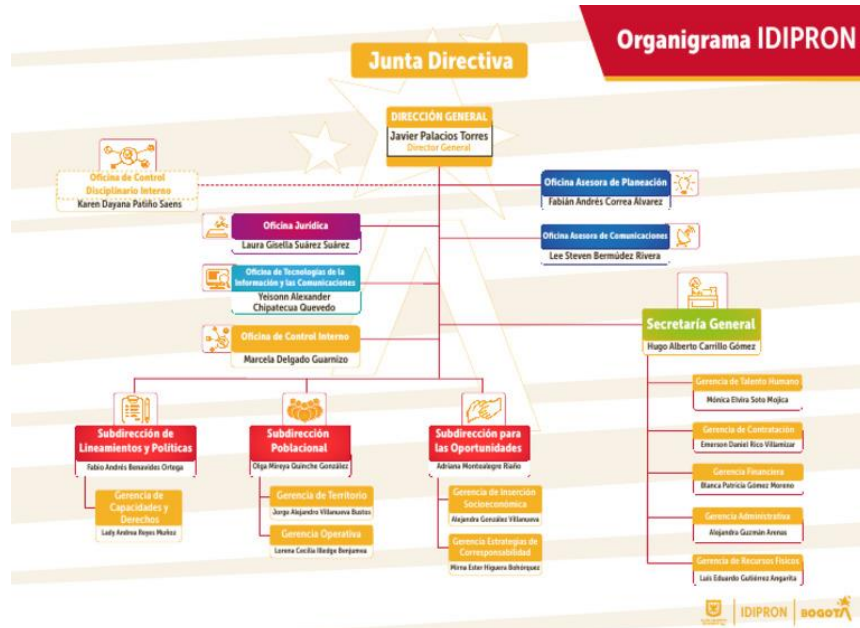 Organigrama IDIPRON
Junta Directiva
DIRECCIÓN GENERAL
Javier Palacios Torres
Director General
Oficina de Control
Disciplinario Interno
Karen Dayana Patiño Saens
Oficina Asesora de Planeación
Fabián Andrés Correa Álvarez
Oficina Jurídica
Laura Gisella Suárez Suárez
Oficina Asesora de Comunicaciones
Lee Steven Bermúdez Rivera
Oficina de Tecnologías de la
Información y las Comunicaciones
Yeisonn Alexander
Chipatecua Quevedo
Oficina de Control Interno
Marcela Delgado Guarnizo
Secretaría General
Hugo Alberto Carrillo Gómez
Gerencia de Talento Humano
Mónica Elvira Soto Mojica
Gerencia de Contratación
Emerson Daniel Rico Villamizar
Gerencia Financiera
Blanca Patricia Gómez Moreno
Gerencia Administrativa
Alejandra Guzmán Arenas
Gerencia de Recursos Físicos
Luis Eduardo Gutiérrez Angarita
Subdirección de
Lineamientos y Políticas
Fabio Andrés Benavides Ortega
Gerencia de
Capacidades y
Derechos
Lady Andrea Reyes Muñoz
Subdirección
Poblacional
Olga Mireya Quinche González
Gerencia de Territorio
Jorge Alejandro Villanueva Bustos
Gerencia Operativa
Lorena Cecilia Illedge Benjumea
Subdirección para
las Oportunidades
Adriana Montealegre Riaño
Gerencia de Inserción
Socioeconómica
Alejandra González Villanueva
Gerencia Estrategias de
Corresponsabilidad
Mirna Ester Higuera Bohórquez
IDIPRON
BOGOTÁ